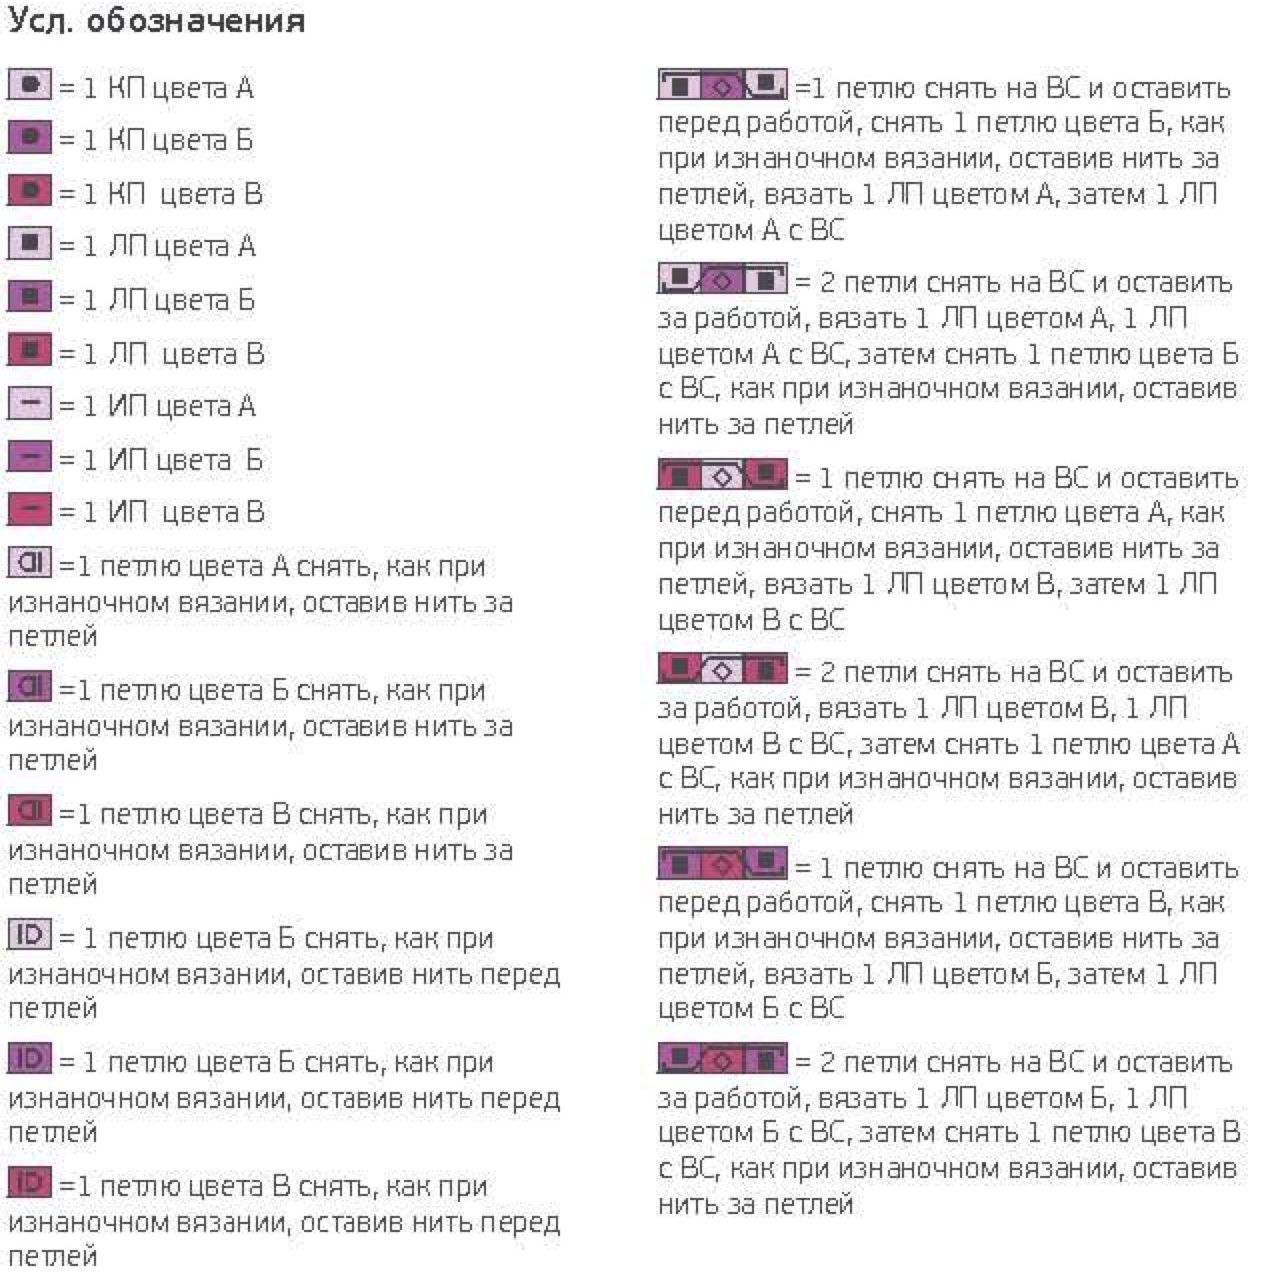 Усл. обозначения
= 1 КП цвета А
= 1 КП цвета Б
= 1 КП цвета В
= 1 ЛП цвета А
= 1 ЛП цвета Б
= 1 ЛП цвета В
= 1 ИП цвета А
= 1 ИП цвета Б
= 1 ИП цвета В
=1 петлю цвета А снять, как при
изнаночном вязании, оставив нить за
петлей
=1 петлю цвета Б снять, как при
изнаночном вязании, оставив нить за
петлей
=1 петлю цвета В снять, как при
изнаночном вязании, оставив нить за
петлей
= 1 петлю цвета Б снять, как при
изнаночном вязании, оставив нить перед
петлей
= 1 петлю цвета Б снять, как при
изнаночном вязании, оставив нить перед
петлей
=1 петлю цвета В снять, как при
изнаночном вязании, оставив нить перед
петлей
=1 петлю снять на ВС и оставить
перед работой, снять 1 петлю цвета Б, как
при изнаночном вязании, оставив нить за
петлей, вязать 1 ЛП цветом А, затем 1 ЛП
цветом А с ВС
= 2 петли снять на ВС и оставить
за работой, вязать 1 ЛП цветом А, 1 ЛП
цветом А с ВС, затем снять 1 петлю цвета Б
с ВС, как при изнаночном вязании, оставив
нить за петлей
= 1 петлю снять на ВС и оставить
перед работой, снять 1 петлю цвета А, как
при изнаночном вязании, оставив нить за
петлей, вязать 1 ЛП цветом В, затем 1 ЛП
цветом В с ВС
= 2 петли снять на ВС и оставить
за работой, вязать 1 ЛП цветом В, 1 ЛП
цветом В с ВС, затем снять 1 петлю цвета А
с ВС, как при изнаночном вязании, оставив
нить за петлей
= 1 петлю снять на ВС и оставить
перед работой, снять 1 петлю цвета В, как
при изнаночном вязании, оставив нить за
петлей, вязать 1 ЛП цветом Б, затем 1 ЛП
цветом Б с ВС
= 2 петли снять на ВС и оставить
за работой, вязать 1 ЛП цветом Б, 1 ЛП
цветом Б с ВС, затем снять 1 петлю цвета В
с ВС, как при изнаночном вязании, оставив
нить за петлей